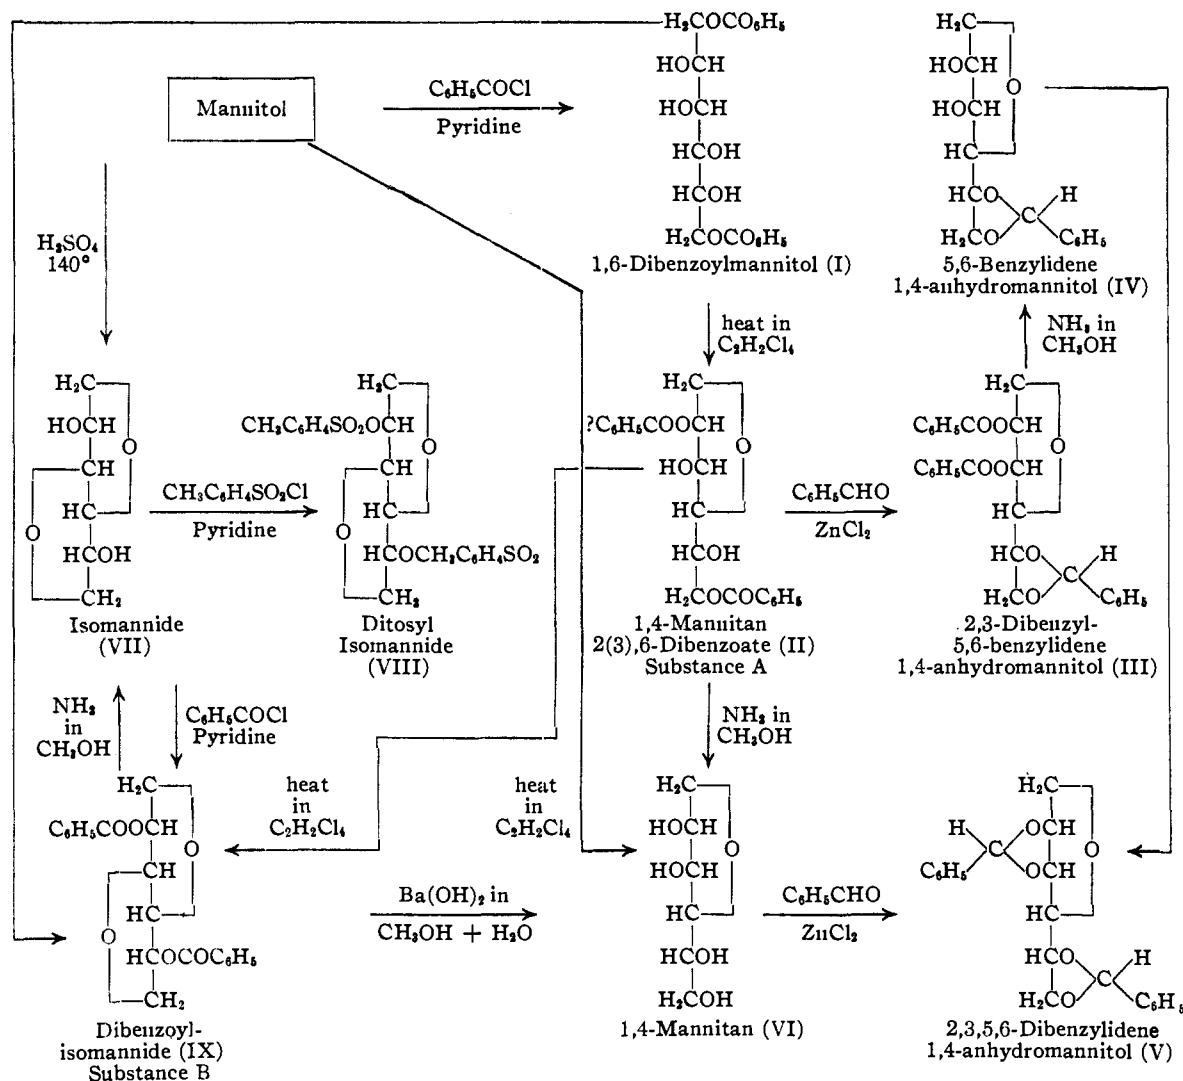 H₂COCOC₆H₅
HOCH
HOCH
HCOH
HCOH
H₂COCOC₆H₅
1,6-Dibenzoylmannitol (I)
Mannitol
C₆H₅COCl
Pyridine
H₂C
HOCH
HOCH
O
HC
HCO
H
C
H₂CO
C₆H₅
5,6-Benzylidene
1,4-anhydromannitol (IV)
H₂SO₄
140°
heat in
C₂H₂Cl₄
NH₃ in
CH₃OH
H₂C
HOCH
O
CH
HC
O
HCOH
CH₂
Isomannide
(VII)
CH₃C₆H₄SO₂Cl
Pyridine
H₂C
CH₃C₆H₄SO₂OCH
O
CH
HC
O
HCOCH₃C₆H₄SO₂
CH₂
Ditosyl
Isomannide
(VIII)
H₂C
?C₆H₅COOCH
HOCH
O
HC
HCOH
H₂COCOC₆H₅
1,4-Mannitan
2(3),6-Dibenzoate (II)
Substance A
C₆H₅CHO
ZnCl₂
H₂C
C₆H₅COOCH
C₆H₅COOCH
O
HC
HCO
H
C
H₂CO
C₆H₅
2,3-Dibenzyl-
5,6-benzylidene
1,4-anhydromannitol (III)
NH₃
in
CH₃OH
C₆H₅COCl
Pyridine
NH₃ in
CH₃OH
H₂C
C₆H₅COOCH
O
CH
HC
O
HCOCOC₆H₅
CH₂
Dibenzoyl-
isomannide (IX)
Substance B
heat
in
C₂H₂Cl₄
heat
in
C₂H₂Cl₄
Ba(OH)₂ in
CH₃OH + H₂O
H₂C
HOCH
HOCH
O
HC
HCOH
H₂COH
1,4-Mannitan (VI)
C₆H₅CHO
ZnCl₂
H₂C
H
OCH
C
O
C₆H₅
OCH
HC
HCO
H
C
H₂CO
C₆H₅
2,3,5,6-Dibenzylidene
1,4-anhydromannitol (V)